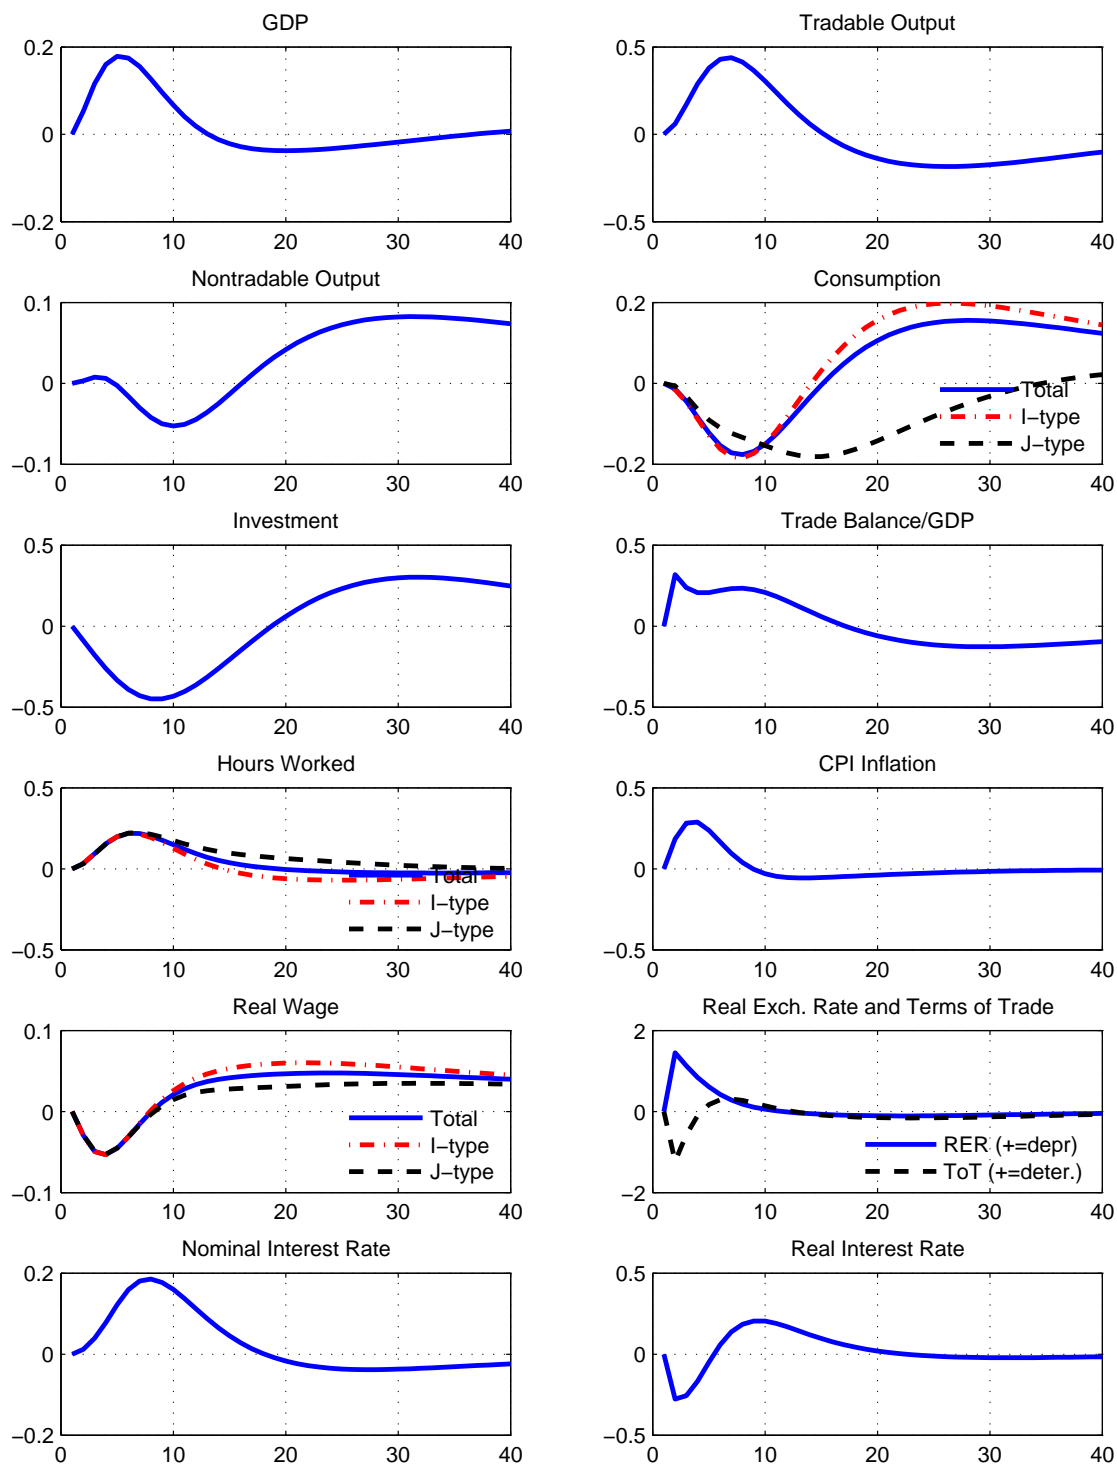 GDP
0.2
0
−0.2
0 10 20 30 40
Tradable Output
0.5
0
−0.5
0 10 20 30 40
Nontradable Output
0.1
0
−0.1
0 10 20 30 40
Consumption
0.2
0
−0.2
0 10 20 30 40
Total
I−type
J−type
Investment
0.5
0
−0.5
0 10 20 30 40
Trade Balance/GDP
0.5
0
−0.5
0 10 20 30 40
Hours Worked
0.5
0
−0.5
0 10 20 30 40
Total
I−type
J−type
CPI Inflation
0.5
0
−0.5
0 10 20 30 40
Real Wage
0.1
0
−0.1
0 10 20 30 40
Total
I−type
J−type
Real Exch. Rate and Terms of Trade
2
0
−2
0 10 20 30 40
RER (+=depr)
ToT (+=deter.)
Nominal Interest Rate
0.2
0
−0.2
0 10 20 30 40
Real Interest Rate
0.5
0
−0.5
0 10 20 30 40